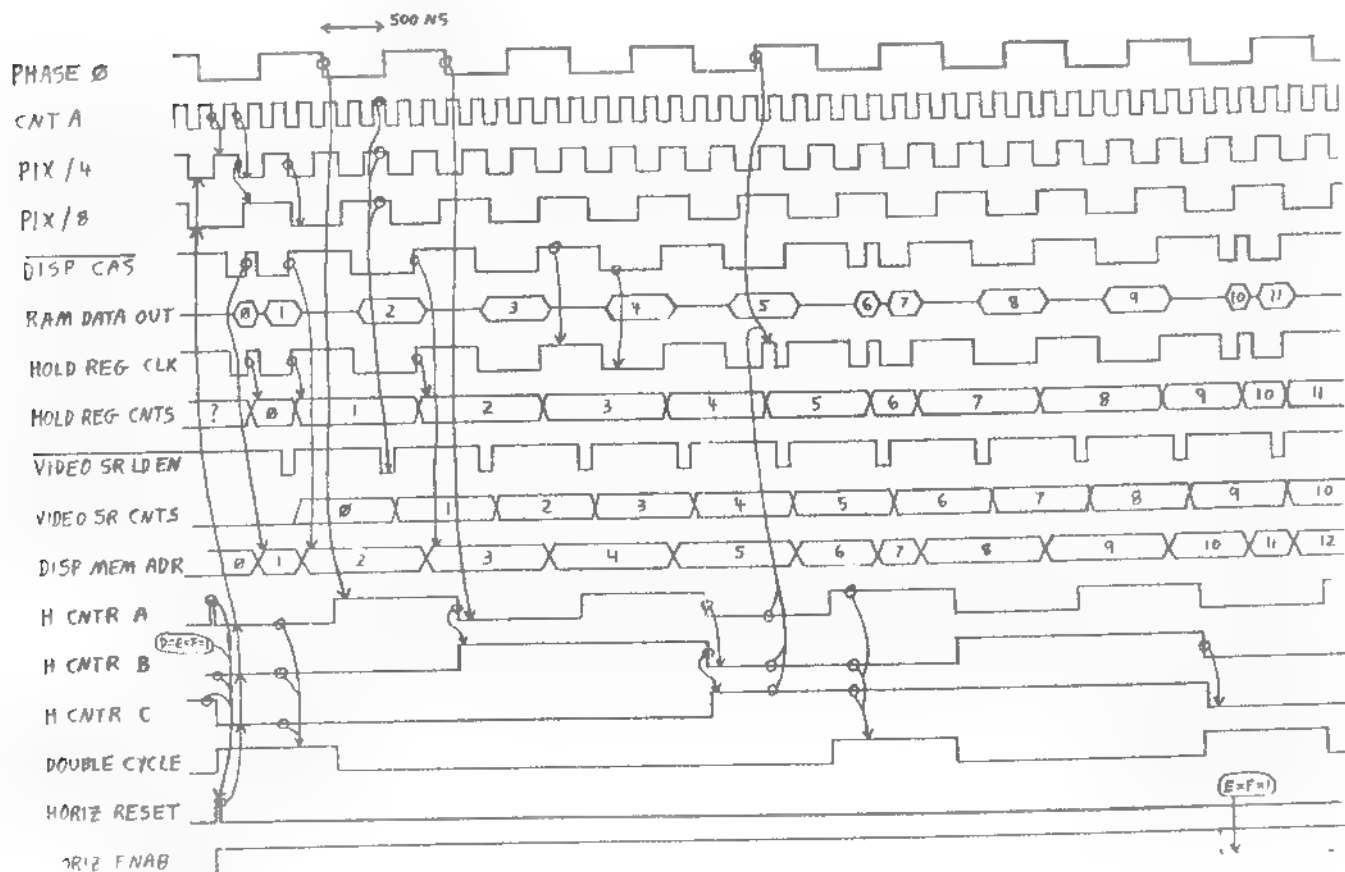 500 NS
PHASE Ø
CNT A
PIX/4
PIX/8
DISP CAS
RAM DATA OUT Ø 1 2 3 4 5 6 7 8 9 10 11
HOLD REG CLK
HOLD REG CNTS ? Ø 1 2 3 4 5 6 7 8 9 10 11
VIDEO SR LD EN
VIDEO SR CNTS Ø 1 2 3 4 5 6 7 8 9 10
DISP MEM ADR Ø 1 2 3 4 5 6 7 8 9 10 11 12
H CNTR A
D=E=F=1
H CNTR B
H CNTR C
DOUBLE CYCLE
HORIZ RESET
E=F=1
ORIZ ENAB